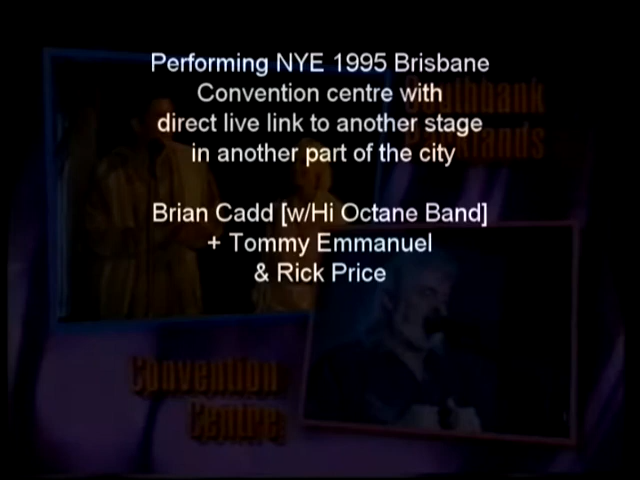 Performing NYE 1995 Brisbane
Convention centre with
direct live link to another stage
in another part of the city
Brian Cadd [w/Hi Octane Band]
+ Tommy Emmanuel
& Rick Price
Southbank
Parklands
Convention
Centre